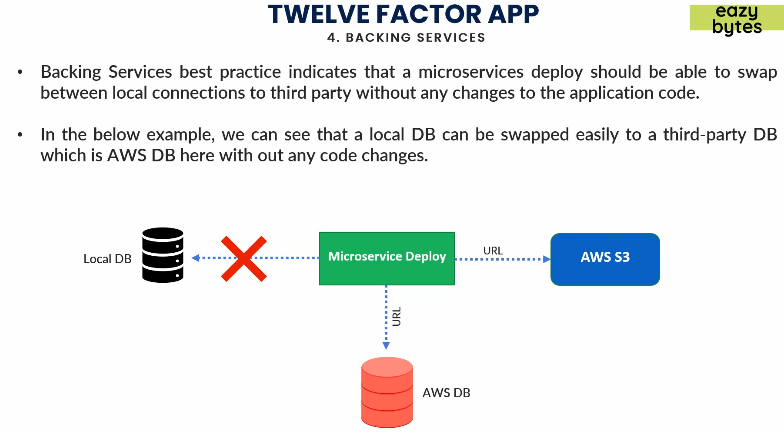 TWELVE FACTOR APP
eazy
bytes
4. BACKING SERVICES
• Backing Services best practice indicates that a microservices deploy should be able to swap
between local connections to third party without any changes to the application code.
• In the below example, we can see that a local DB can be swapped easily to a third-party DB
which is AWS DB here with out any code changes.
Local DB
Microservice Deploy
URL
AWS S3
URL
AWS DB